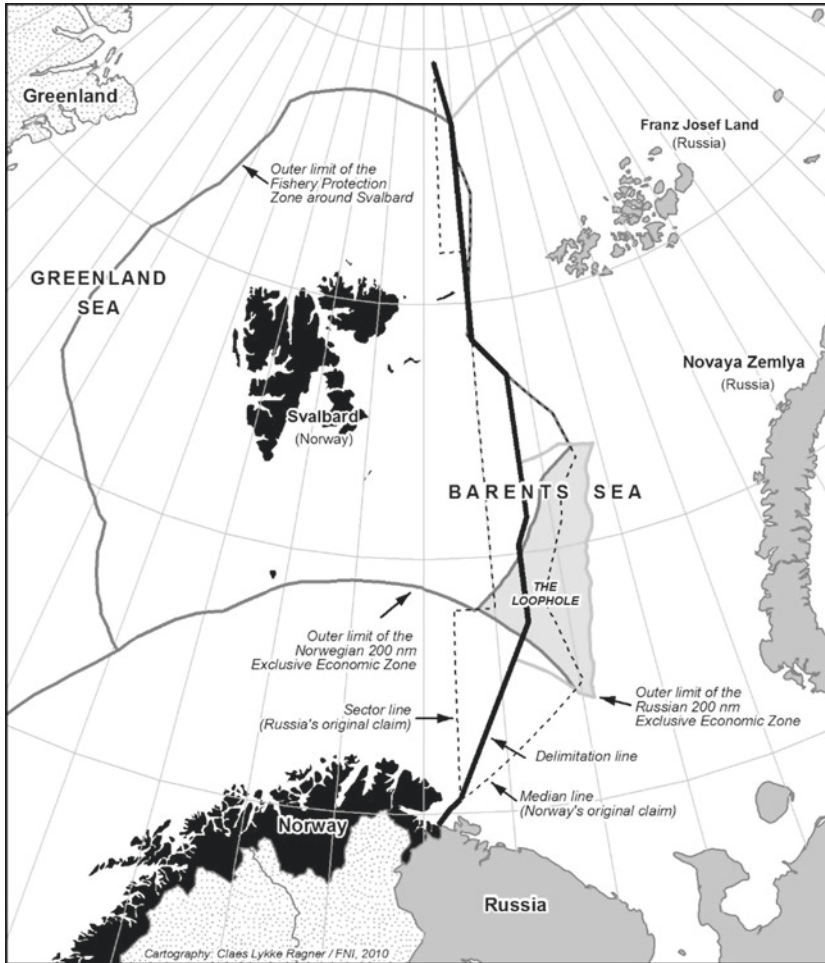 Greenland
Franz Josef Land
(Russia)
Outer limit of the
Fishery Protection
Zone around Svalbard
GREENLAND
SEA
Novaya Zemlya
(Russia)
Svalbard
(Norway)
BARENTS SEA
THE
LOOPHOLE
Outer limit of the
Norwegian 200 nm
Exclusive Economic Zone
Outer limit of the
Russian 200 nm
Exclusive Economic Zone
Sector line
(Russia's original claim)
Delimitation line
Median line
(Norway's original claim)
Norway
Russia
Cartography: Claes Lykke Ragner / FNI, 2010